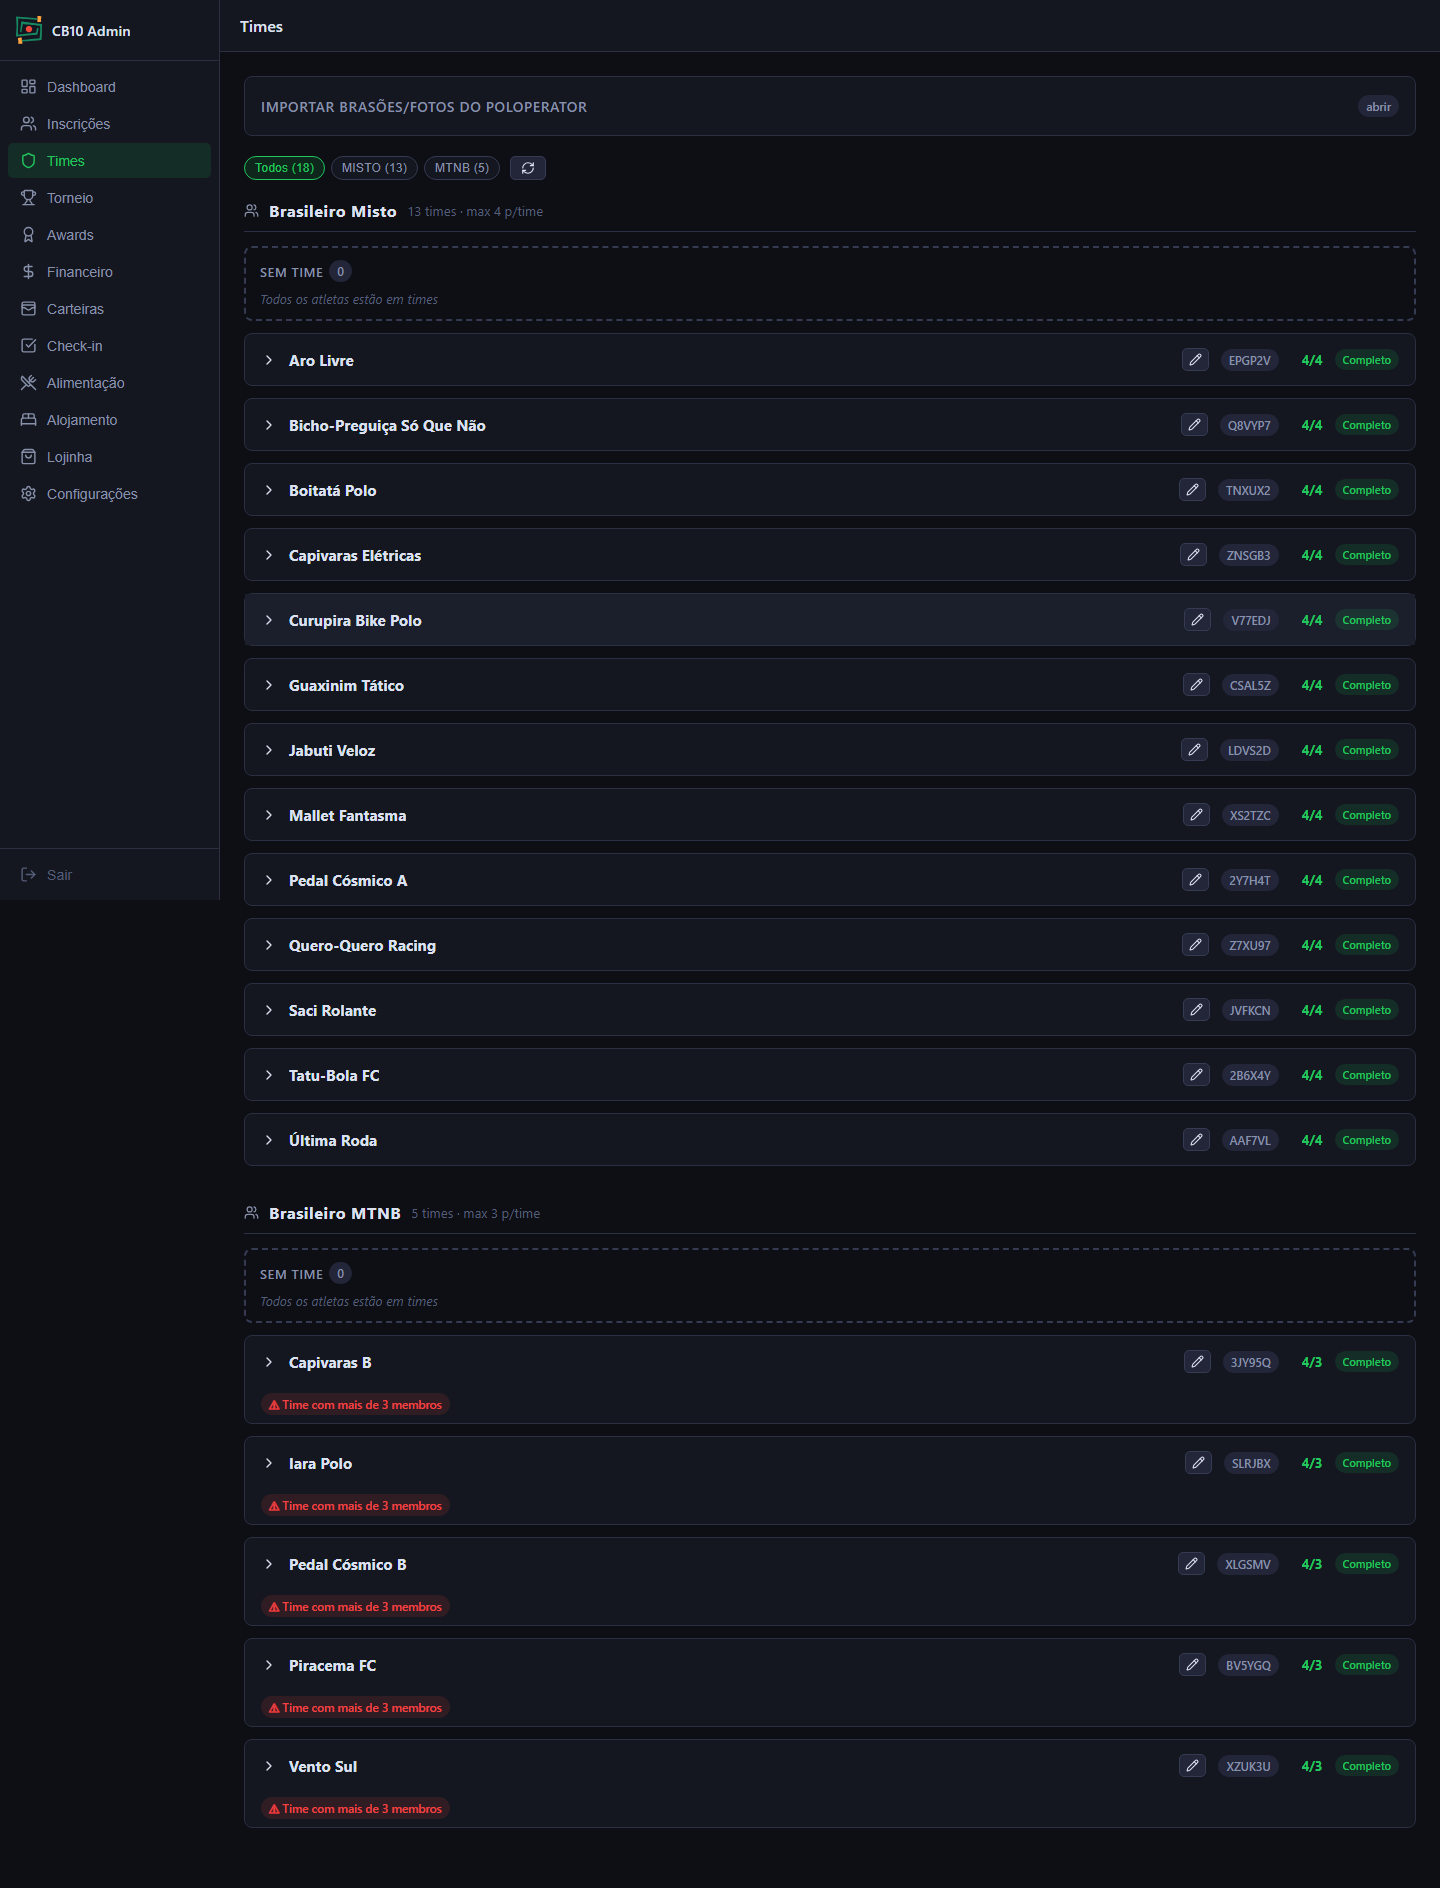 CB10 Admin
Dashboard
Inscrições
Times
Torneio
Awards
Financeiro
Carteiras
Check-in
Alimentação
Alojamento
Lojinha
Configurações
Sair
Times
IMPORTAR BRASÕES/FOTOS DO POLOPERATOR abrir
Todos (18) MISTO (13) MTNB (5)
Brasileiro Misto 13 times · max 4 p/time
SEM TIME 0
Todos os atletas estão em times
Aro Livre EPGP2V 4/4 Completo
Bicho-Preguiça Só Que Não Q8VYP7 4/4 Completo
Boitatá Polo TNXUX2 4/4 Completo
Capivaras Elétricas ZNSGB3 4/4 Completo
Curupira Bike Polo V77EDJ 4/4 Completo
Guaxinim Tático CSAL5Z 4/4 Completo
Jabuti Veloz LDVS2D 4/4 Completo
Mallet Fantasma XS2TZC 4/4 Completo
Pedal Cósmico A 2Y7H4T 4/4 Completo
Quero-Quero Racing Z7XU97 4/4 Completo
Saci Rolante JVFKCN 4/4 Completo
Tatu-Bola FC 2B6X4Y 4/4 Completo
Última Roda AAF7VL 4/4 Completo
Brasileiro MTNB 5 times · max 3 p/time
SEM TIME 0
Todos os atletas estão em times
Capivaras B 3JY95Q 4/3 Completo
Time com mais de 3 membros
Iara Polo SLRJBX 4/3 Completo
Time com mais de 3 membros
Pedal Cósmico B XLGSMV 4/3 Completo
Time com mais de 3 membros
Piracema FC BV5YGQ 4/3 Completo
Time com mais de 3 membros
Vento Sul XZUK3U 4/3 Completo
Time com mais de 3 membros